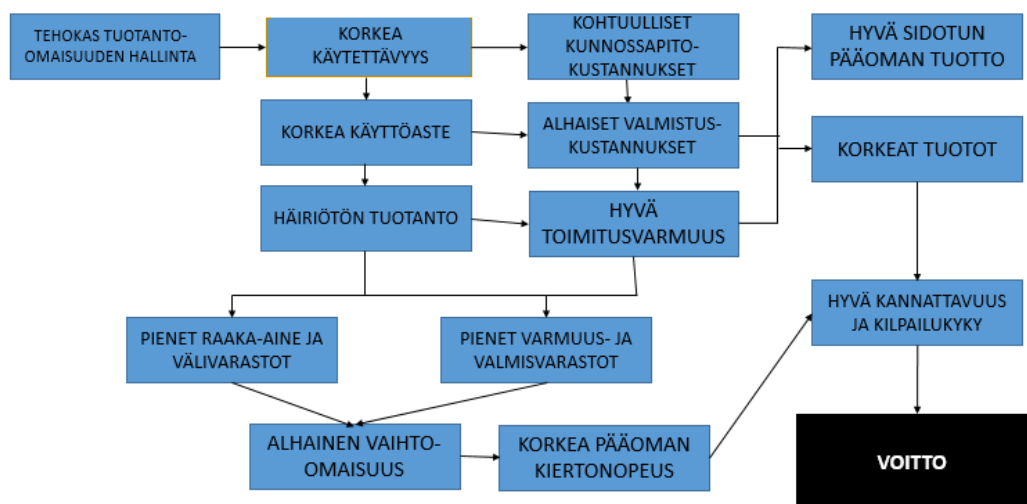 TEHOKAS TUOTANTO-
OMAISUUDEN HALLINTA
KORKEA
KÄYTETTÄVYYS
KOHTUULLISET
KUNNOSSAPITO-
KUSTANNUKSET
HYVÄ SIDOTUN
PÄÄOMAN TUOTTO
KORKEA KÄYTTÖASTE
ALHAISET VALMISTUS-
KUSTANNUKSET
KORKEAT TUOTOT
HÄIRIÖTÖN TUOTANTO
HYVÄ
TOIMITUSVARMUUS
HYVÄ KANNATTAVUUS
JA KILPAILUKYKY
PIENET RAAKA-AINE JA
VÄLIVARASTOT
PIENET VARMUUS- JA
VALMISVARASTOT
ALHAINEN VAIHTO-
OMAISUUS
KORKEA PÄÄOMAN
KIERTONOPEUS
VOITTO